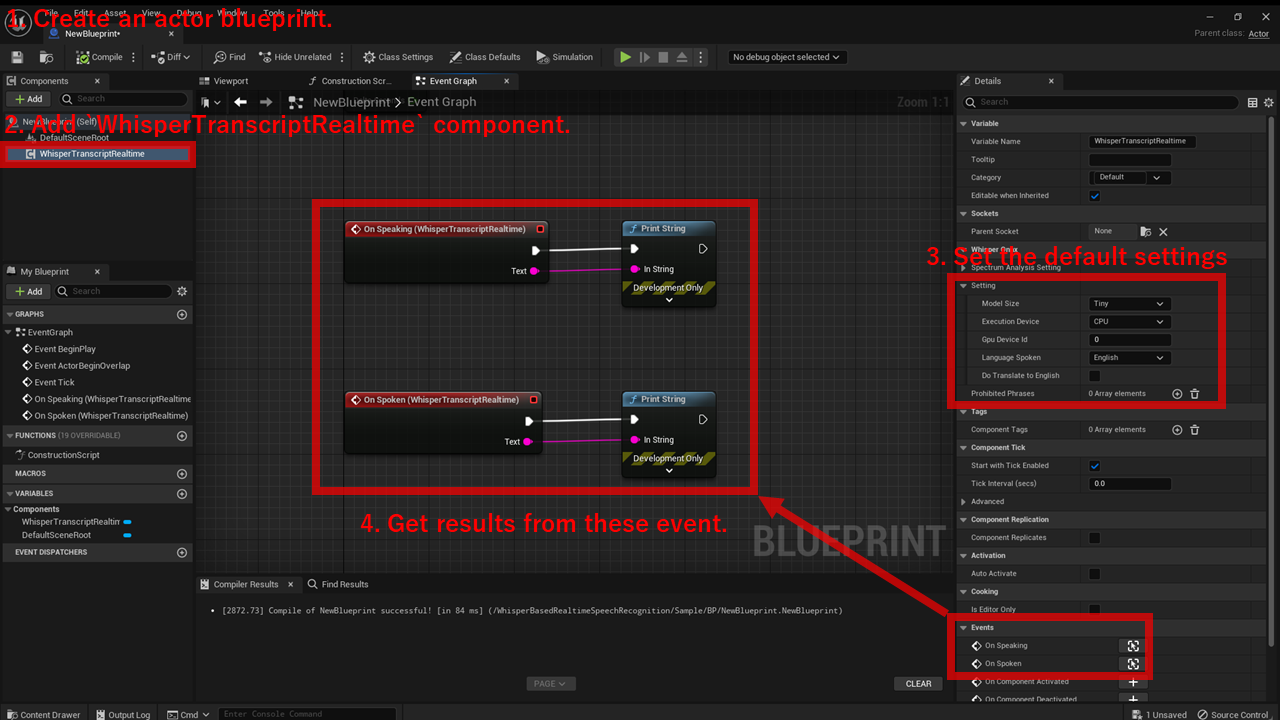 File Edit Asset View Debug Window Tools Help
1. Create an actor blueprint.
NewBlueprint*
Parent class: Actor
Compile Diff Find Hide Unrelated Class Settings Class Defaults Simulation No debug object selected
Components
Add Search
NewBlueprint (Self)
2. Add `WhisperTranscriptRealtime` component.
DefaultSceneRoot
WhisperTranscriptRealtime
My Blueprint
Add Search
GRAPHS
EventGraph
Event BeginPlay
Event ActorBeginOverlap
Event Tick
On Speaking (WhisperTranscriptRealtime)
On Spoken (WhisperTranscriptRealtime)
FUNCTIONS (19 OVERRIDABLE)
ConstructionScript
MACROS
VARIABLES
Components
WhisperTranscriptRealtim
DefaultSceneRoot
EVENT DISPATCHERS
Viewport Construction Scr... Event Graph
NewBlueprint > Event Graph Zoom 1:1
On Speaking (WhisperTranscriptRealtime)
Text
Print String
In String
Development Only
On Spoken (WhisperTranscriptRealtime)
Text
Print String
In String
Development Only
4. Get results from these event.
BLUEPRINT
Compiler Results Find Results
• [2872.73] Compile of NewBlueprint successful! [in 84 ms] (/WhisperBasedRealtimeSpeechRecognition/Sample/BP/NewBlueprint.NewBlueprint)
PAGE CLEAR
Details
Search
Variable
Variable Name WhisperTranscriptRealtime
Tooltip
Category Default
Editable when Inherited
Sockets
Parent Socket None
Whisper Onnx
3. Set the default settings
Spectrum Analysis Setting
Setting
Model Size Tiny
Execution Device CPU
Gpu Device Id 0
Language Spoken English
Do Translate to English
Prohibited Phrases 0 Array elements
Tags
Component Tags 0 Array elements
Component Tick
Start with Tick Enabled
Tick Interval (secs) 0.0
Advanced
Component Replication
Component Replicates
Activation
Auto Activate
Cooking
Is Editor Only
Events
On Speaking
On Spoken
On Component Activated
On Component Deactivated
Content Drawer Output Log Cmd Enter Console Command 1 Unsaved Source Control